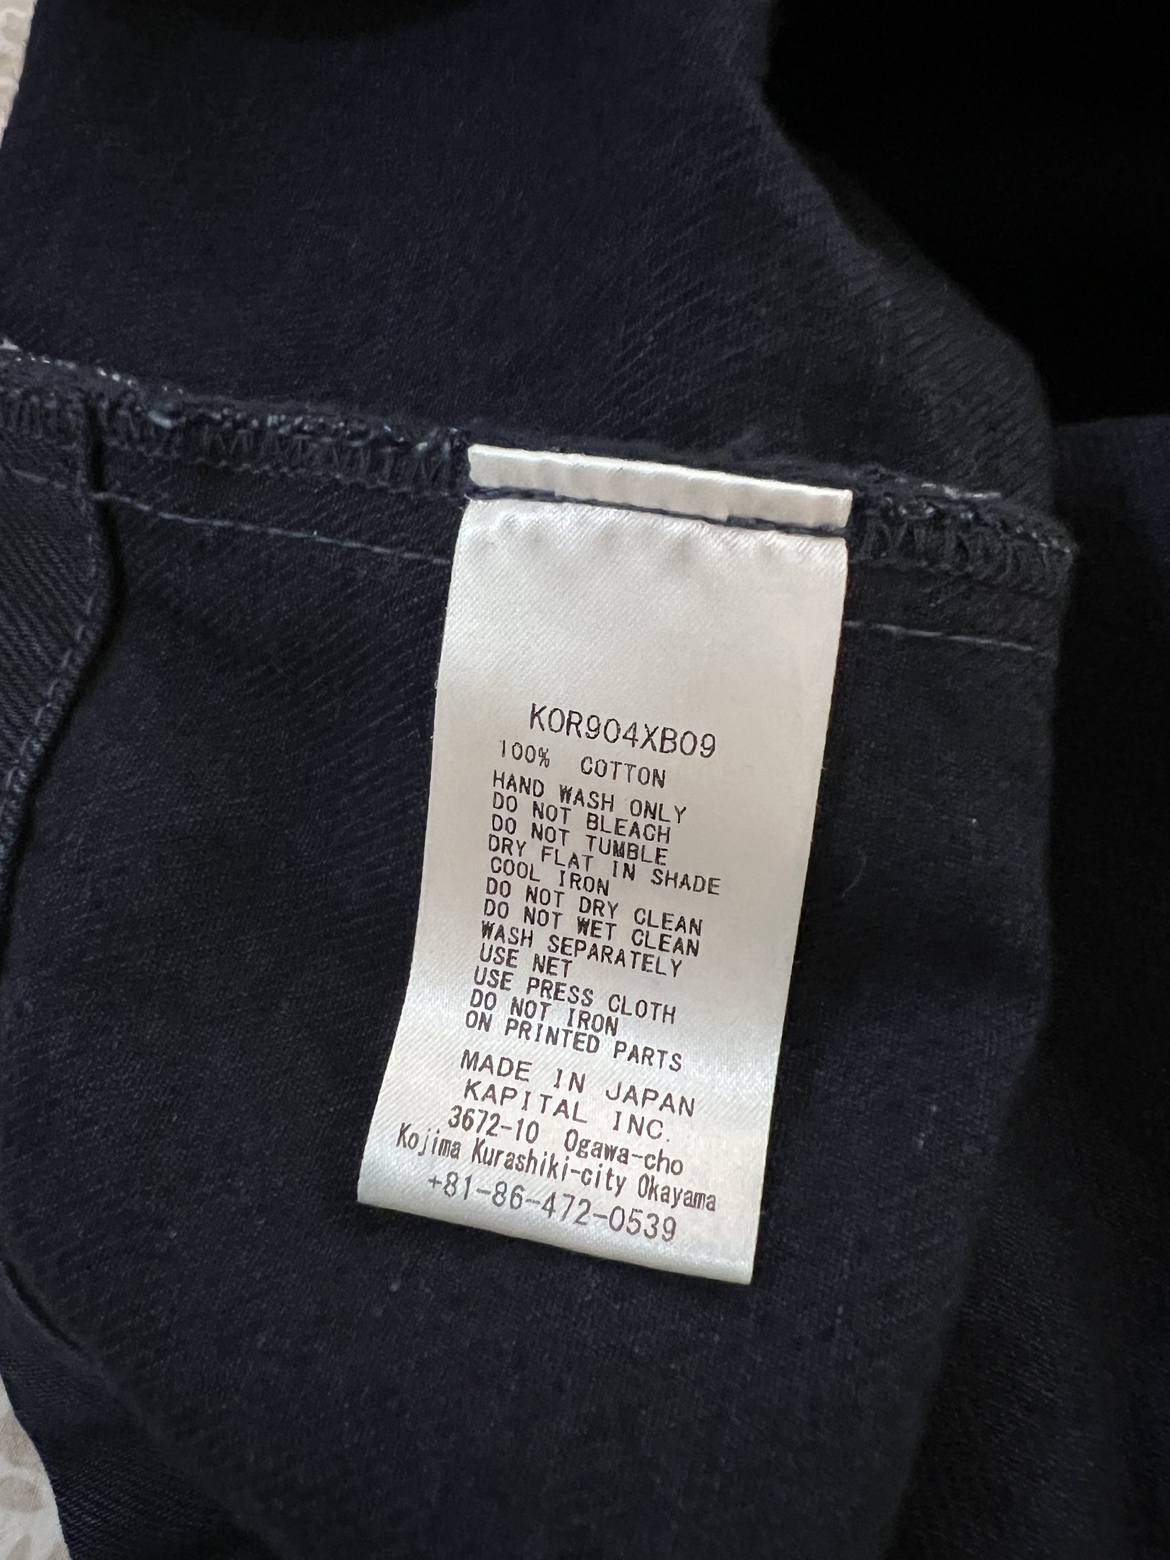 KOR904XB09
100% COTTON
HAND WASH ONLY
DO NOT BLEACH
DO NOT TUMBLE
DRY FLAT IN SHADE
COOL IRON
DO NOT DRY CLEAN
DO NOT WET CLEAN
WASH SEPARATELY
USE NET
USE PRESS CLOTH
DO NOT IRON
ON PRINTED PARTS
MADE IN JAPAN
KAPITAL INC.
3672-10 Ogawa-cho
Kojima Kurashiki-city Okayama
+81-86-472-0539